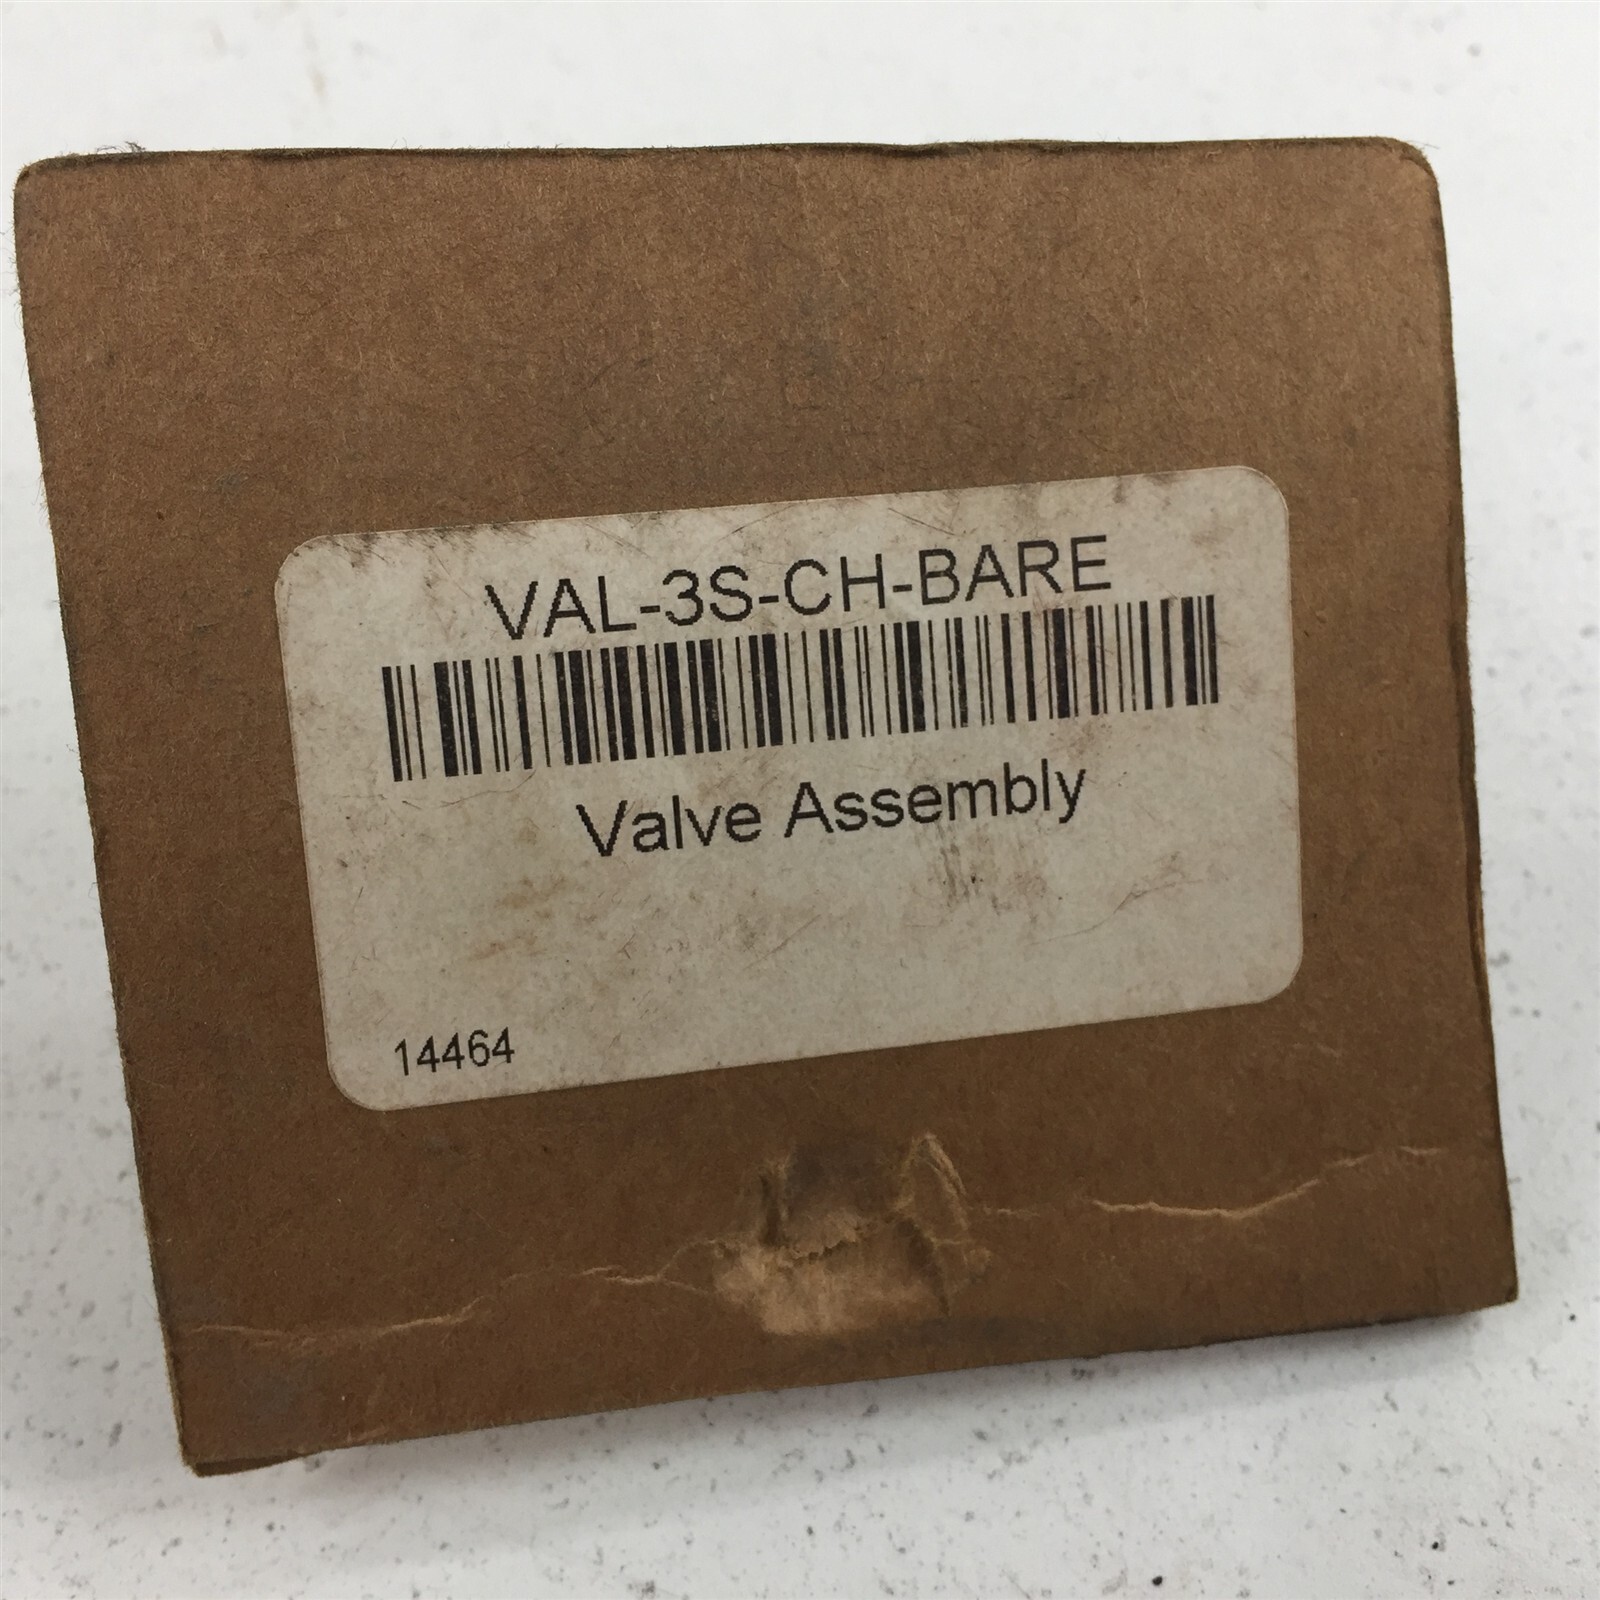 VAL-3S-CH-BARE
Valve Assembly
14464